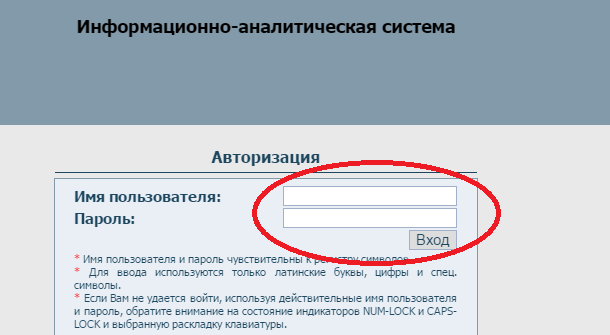 Информационно-аналитическая система
Авторизация
Имя пользователя:
Пароль:
Вход
* Имя пользователя и пароль чувствительны к регистру символов.
* Для ввода используются только латинские буквы, цифры и спец.
символы.
* Если Вам не удается войти, используя действительные имя пользователя
и пароль, обратите внимание на состояние индикаторов NUM-LOCK и CAPS-
LOCK и выбранную раскладку клавиатуры.